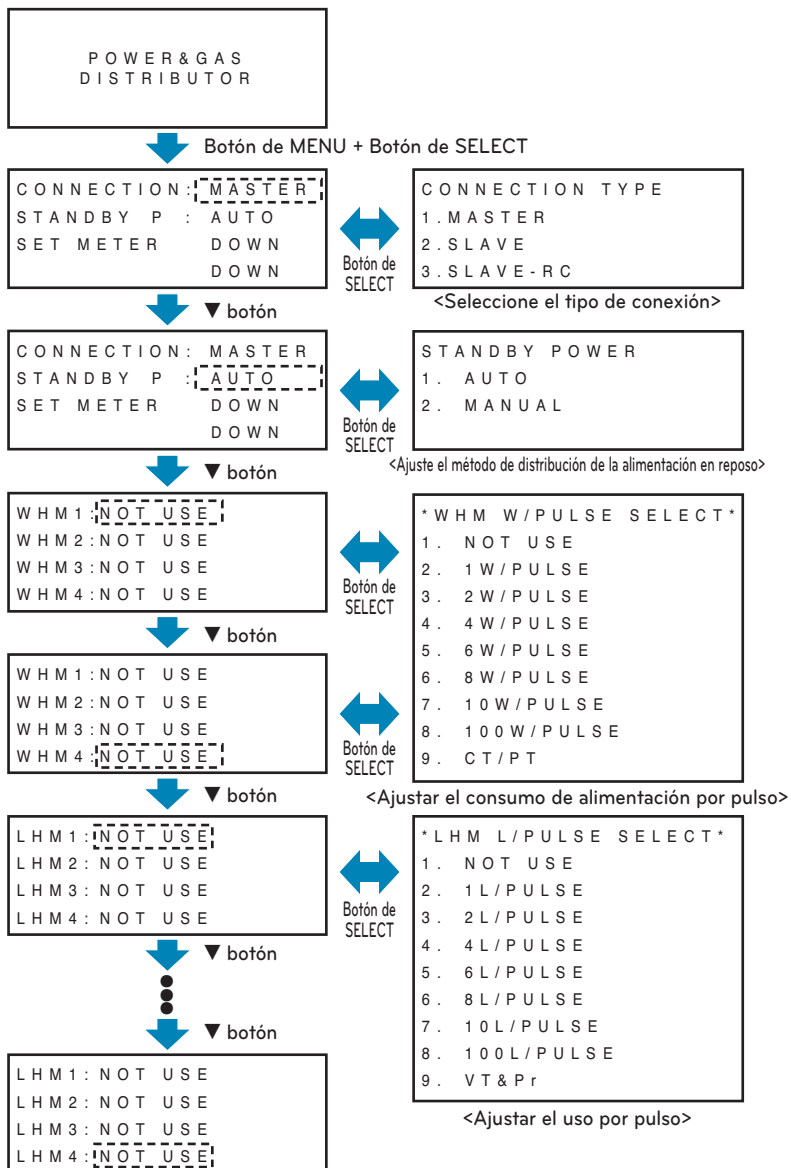 POWER&GAS
DISTRIBUTOR
Botón de MENU + Botón de SELECT
CONNECTION: MASTER
STANDBY P : AUTO
SET METER DOWN
DOWN
Botón de
SELECT
CONNECTION TYPE
1.MASTER
2.SLAVE
3.SLAVE-RC
<Seleccione el tipo de conexión>
▼ botón
CONNECTION: MASTER
STANDBY P : AUTO
SET METER DOWN
DOWN
Botón de
SELECT
STANDBY POWER
1. AUTO
2. MANUAL
<Ajuste el método de distribución de la alimentación en reposo>
▼ botón
WHM1:NOT USE
WHM2:NOT USE
WHM3:NOT USE
WHM4:NOT USE
Botón de
SELECT
▼ botón
WHM1:NOT USE
WHM2:NOT USE
WHM3:NOT USE
WHM4:NOT USE
Botón de
SELECT
*WHM W/PULSE SELECT*
1. NOT USE
2. 1W/PULSE
3. 2W/PULSE
4. 4W/PULSE
5. 6W/PULSE
6. 8W/PULSE
7. 10W/PULSE
8. 100W/PULSE
9. CT/PT
<Ajustar el consumo de alimentación por pulso>
▼ botón
LHM1:NOT USE
LHM2:NOT USE
LHM3:NOT USE
LHM4:NOT USE
Botón de
SELECT
*LHM L/PULSE SELECT*
1. NOT USE
2. 1L/PULSE
3. 2L/PULSE
4. 4L/PULSE
5. 6L/PULSE
6. 8L/PULSE
7. 10L/PULSE
8. 100L/PULSE
9. VT&Pr
<Ajustar el uso por pulso>
▼ botón
▼ botón
LHM1:NOT USE
LHM2:NOT USE
LHM3:NOT USE
LHM4:NOT USE